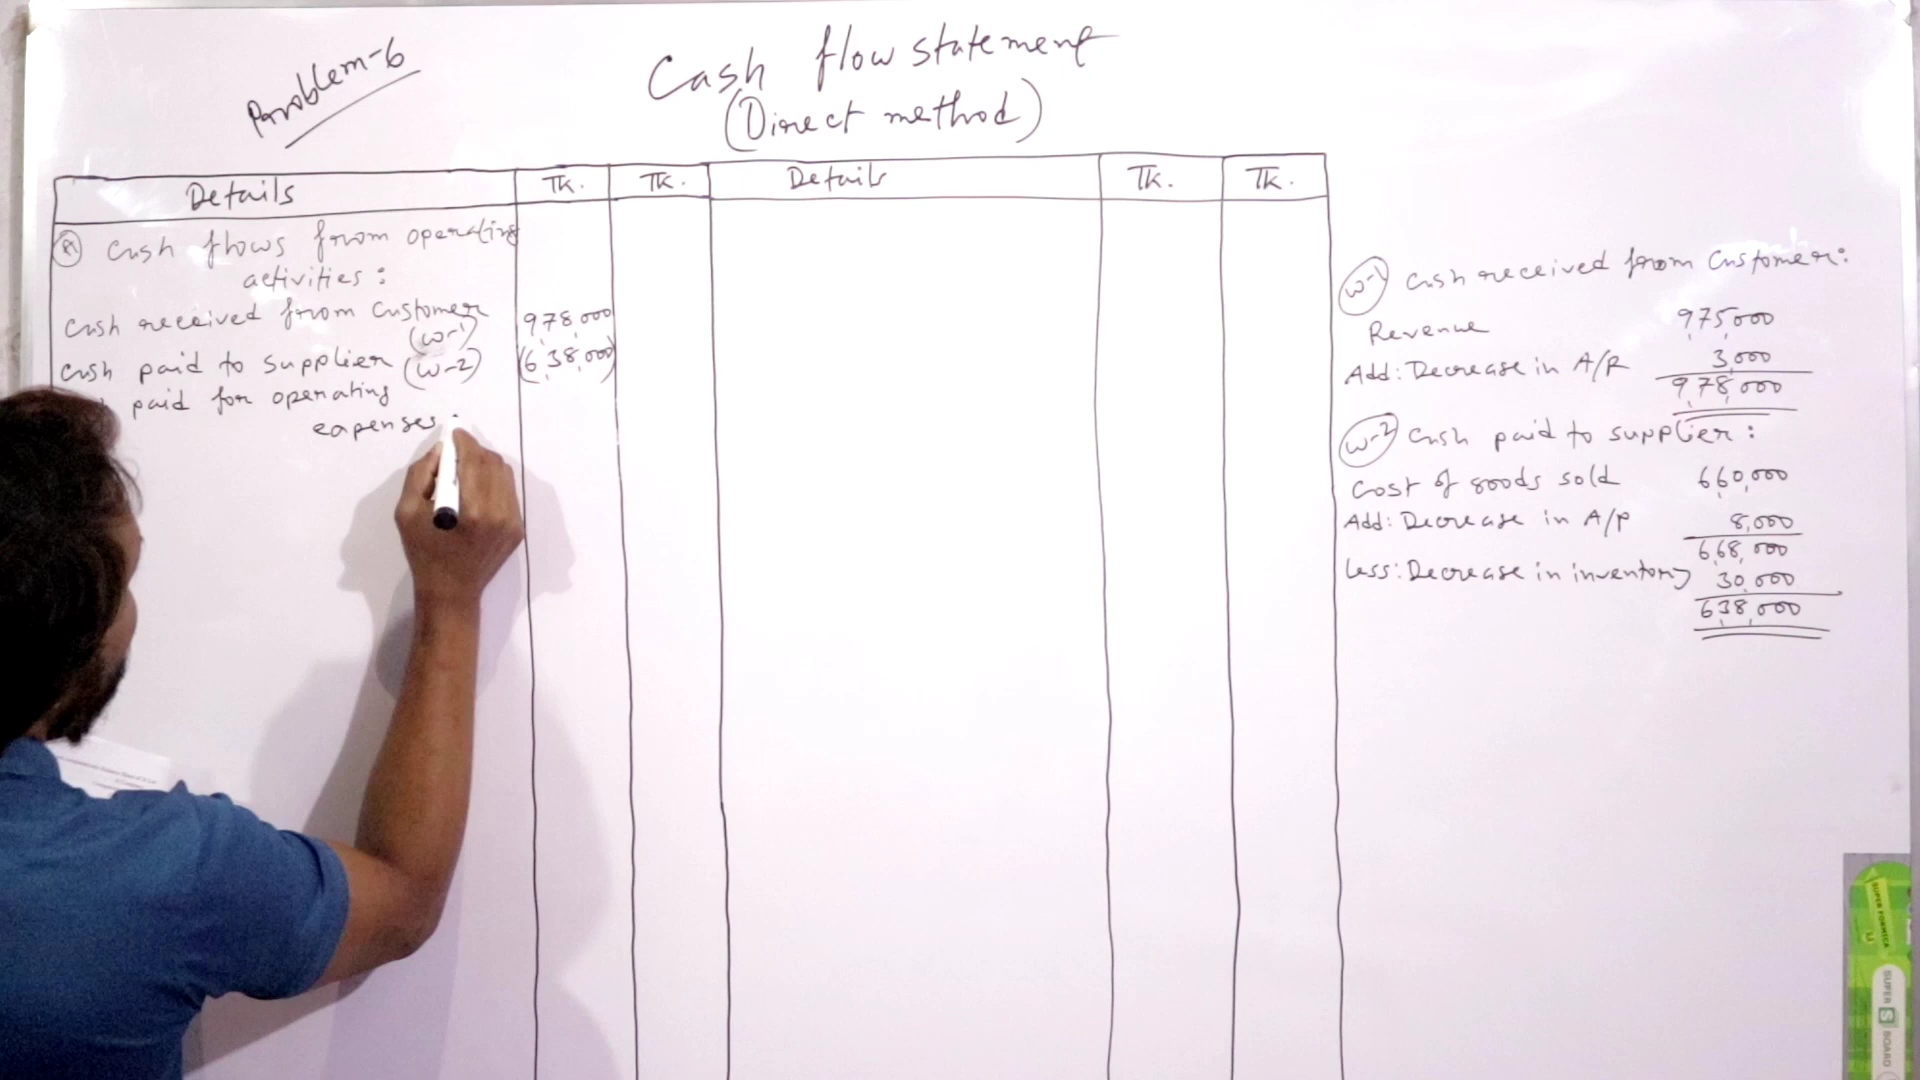 Problem-6
Cash flow statement
(Direct method)
Details Tk. Tk. Details Tk. Tk.
A Cash flows from operating
activities:
Cash received from Customer
(W-1) 978,000
Cash paid to supplier (W-2) (638,000)
paid for operating
expenses
W-1 Cash received from Customer:
Revenue 975,000
Add: Decrease in A/R 3,000
978,000
W-2 Cash paid to supplier:
Cost of goods sold 660,000
Add: Decrease in A/P 8,000
668,000
Less: Decrease in inventory 30,000
638,000
SUPER FORMICA
SUPER S BOARD